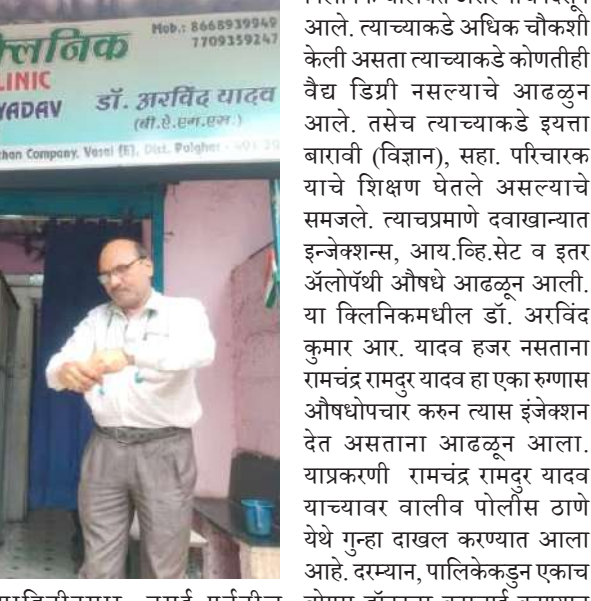 Mob.: 8668939949
7709359247
क्लिनिक
LINIC
YADAV
डॉ. अरविंद यादव
(बी.ऐ.एम.एस.)
than Company, Vasai (E), Dist. Palghar - 401 20
आले. त्याच्याकडे अधिक चौकशी
केली असता त्याच्याकडे कोणतीही
वैद्य डिग्री नसल्याचे आढळुन
आले. तसेच त्याच्याकडे इयत्ता
बारावी (विज्ञान), सहा. परिचारक
याचे शिक्षण घेतले असल्याचे
समजले. त्याचप्रमाणे दवाखान्यात
इन्जेक्शन्स, आय.व्हि.सेट व इतर
ॲलोपॅथी औषधे आढळून आली.
या क्लिनिकमधील डॉ. अरविंद
कुमार आर. यादव हजर नसताना
रामचंद्र रामदुर यादव हा एका रुग्णास
औषधोपचार करुन त्यास इंजेक्शन
देत असताना आढळून आला.
याप्रकरणी रामचंद्र रामदुर यादव
याच्यावर वालीव पोलीस ठाणे
येथे गुन्हा दाखल करण्यात आला
आहे. दरम्यान, पालिकेकडुन एकाच